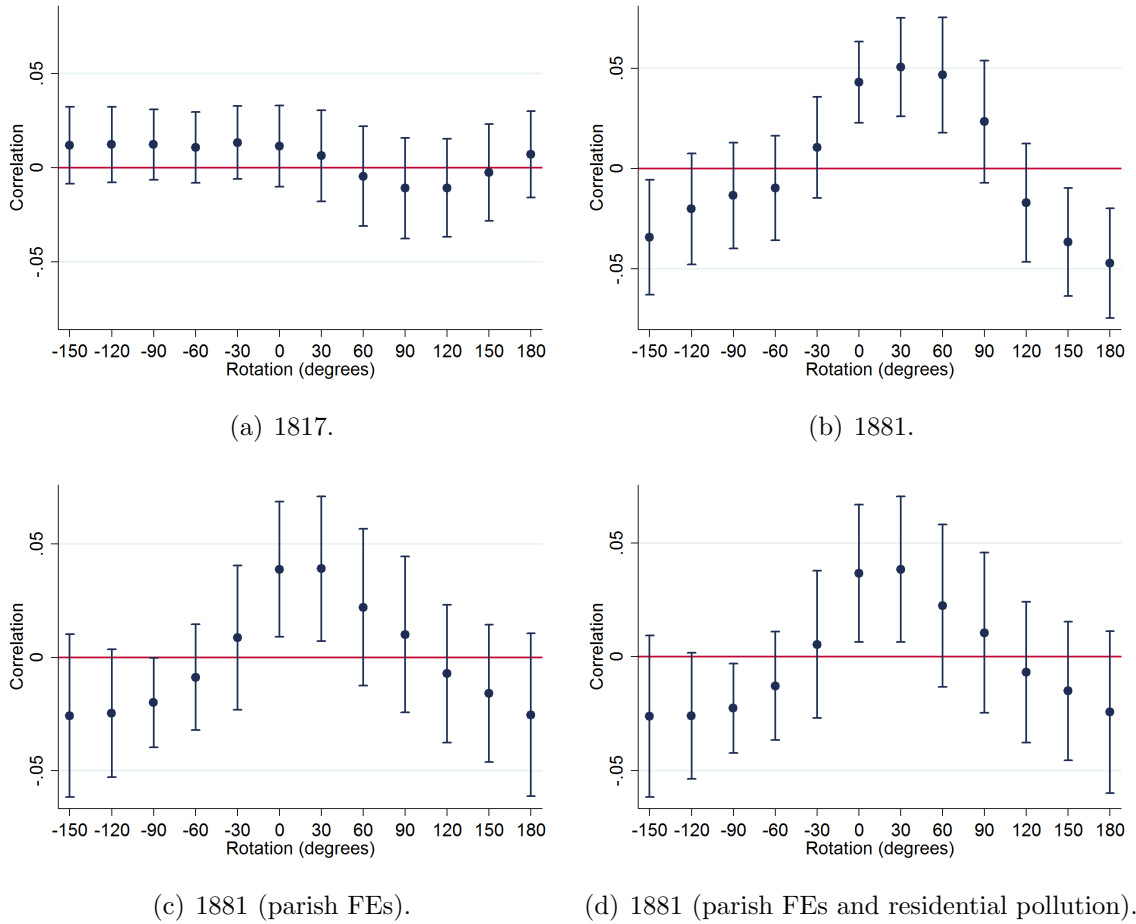 Correlation
.05
0
-.05
-150 -120 -90 -60 -30 0 30 60 90 120 150 180
Rotation (degrees)
(a) 1817.
Correlation
.05
0
-.05
-150 -120 -90 -60 -30 0 30 60 90 120 150 180
Rotation (degrees)
(b) 1881.
Correlation
.05
0
-.05
-150 -120 -90 -60 -30 0 30 60 90 120 150 180
Rotation (degrees)
(c) 1881 (parish FEs).
Correlation
.05
0
-.05
-150 -120 -90 -60 -30 0 30 60 90 120 150 180
Rotation (degrees)
(d) 1881 (parish FEs and residential pollution).